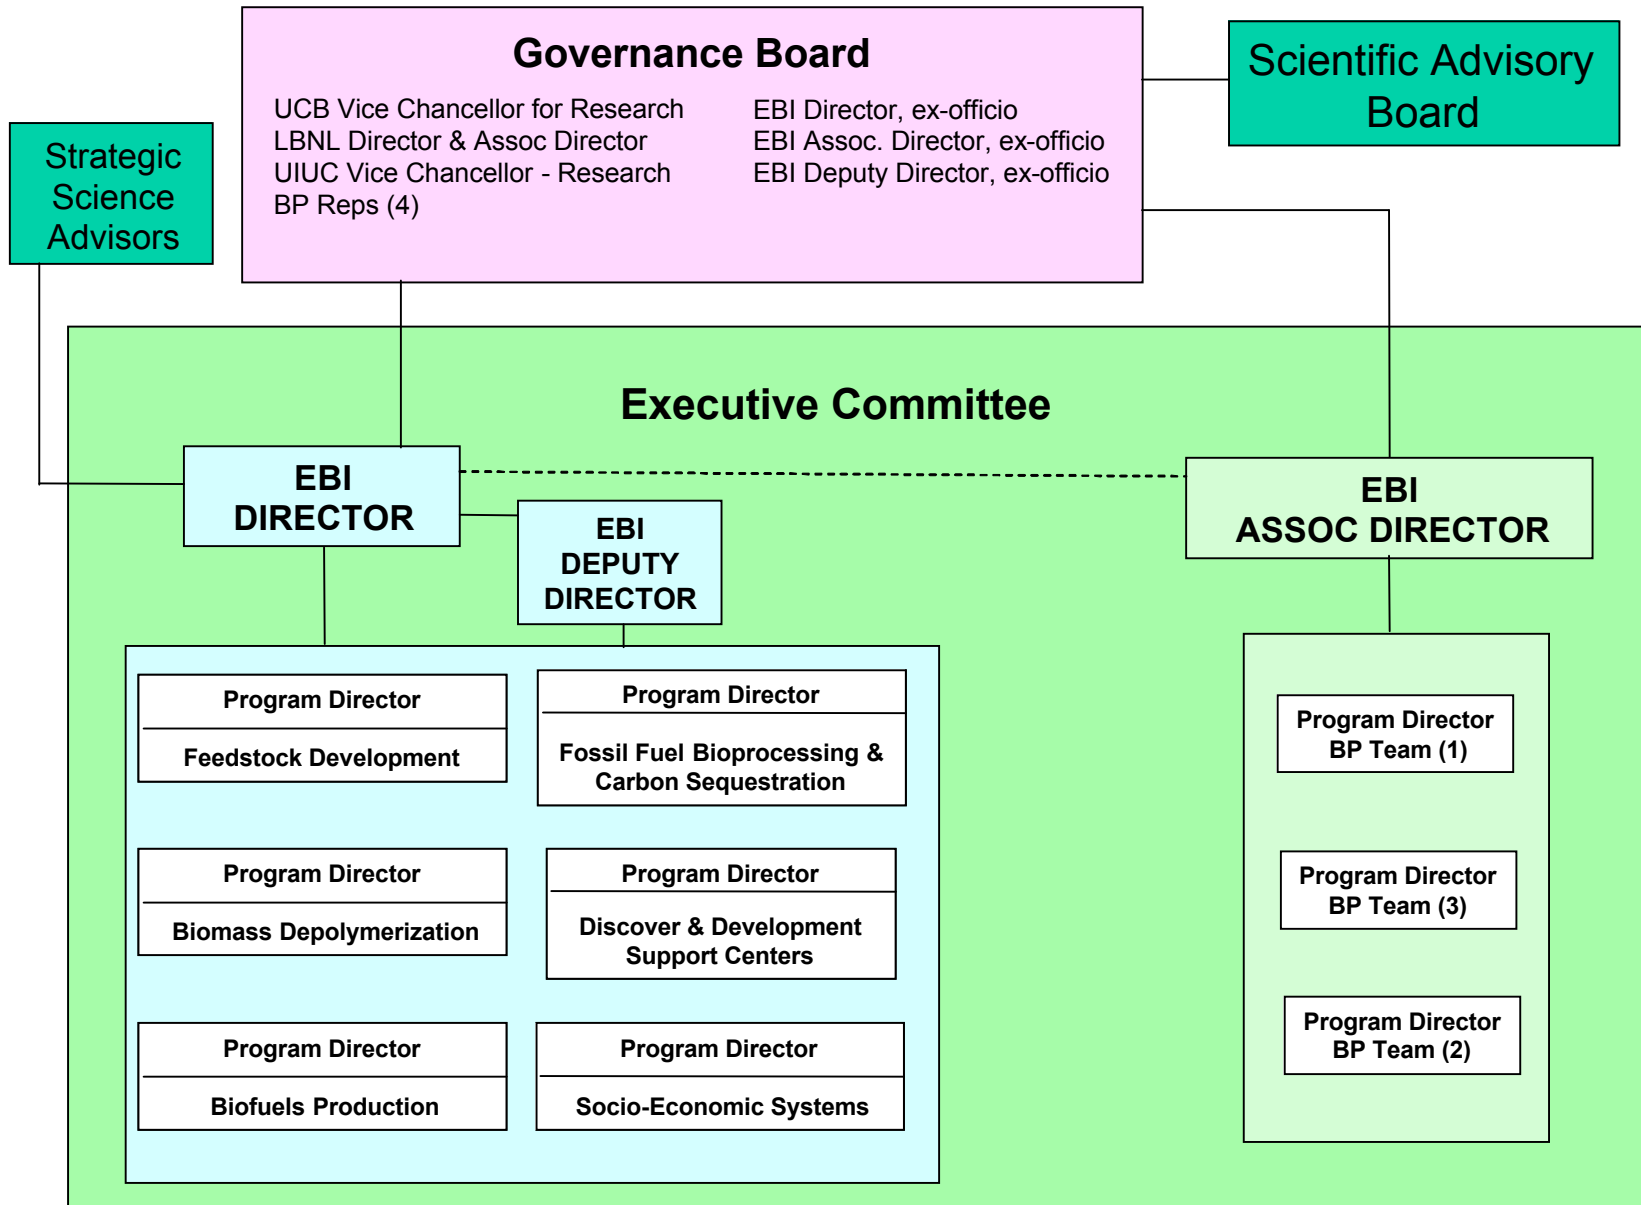 Governance Board
UCB Vice Chancellor for Research
LBNL Director & Assoc Director
UIUC Vice Chancellor - Research
BP Reps (4)
EBI Director, ex-officio
EBI Assoc. Director, ex-officio
EBI Deputy Director, ex-officio
Scientific Advisory
Board
Strategic
Science
Advisors
Executive Committee
EBI
DIRECTOR
EBI
DEPUTY
DIRECTOR
EBI
ASSOC DIRECTOR
Program Director
Feedstock Development
Program Director
Fossil Fuel Bioprocessing &
Carbon Sequestration
Program Director
Biomass Depolymerization
Program Director
Discover & Development
Support Centers
Program Director
Biofuels Production
Program Director
Socio-Economic Systems
Program Director
BP Team (1)
Program Director
BP Team (3)
Program Director
BP Team (2)